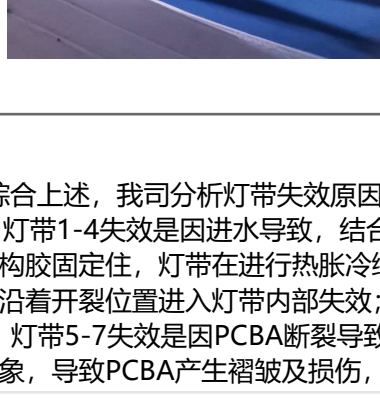 综合上述，我司分析灯带失效原因
灯带1-4失效是因进水导致，结合
构胶固定住，灯带在进行热胀冷缩
沿着开裂位置进入灯带内部失效；
灯带5-7失效是因PCBA断裂导致
象，导致PCBA产生褶皱及损伤，